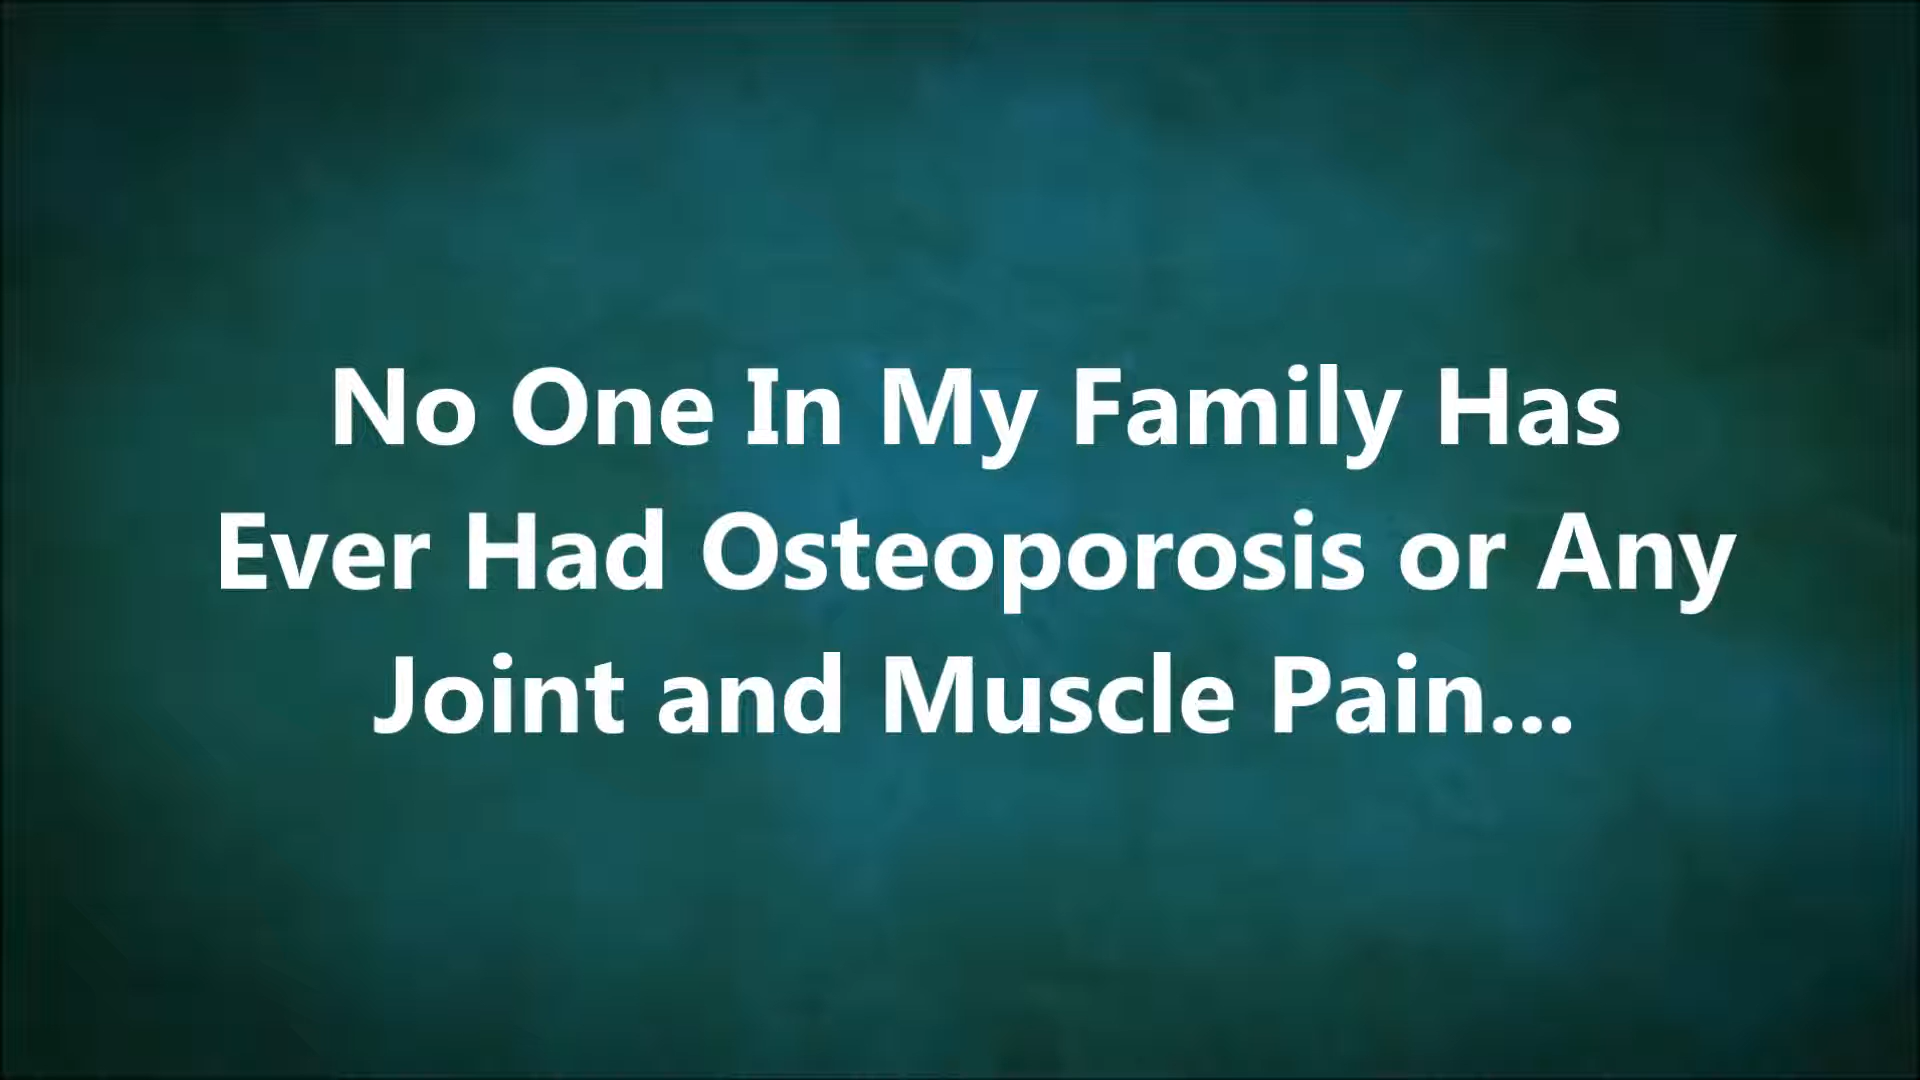 No One In My Family Has
Ever Had Osteoporosis or Any
Joint and Muscle Pain...